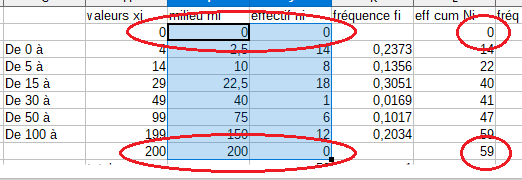 valeurs xi milieu mi effectif ni fréquence fi eff cum Ni
0 0 0 0
De 0 à 4 2,5 14 0,2373 14
De 5 à 14 10 8 0,1356 22
De 15 à 29 22,5 18 0,3051 40
De 30 à 49 40 1 0,0169 41
De 50 à 99 75 6 0,1017 47
De 100 à 199 150 12 0,2034 59
200 200 0 59